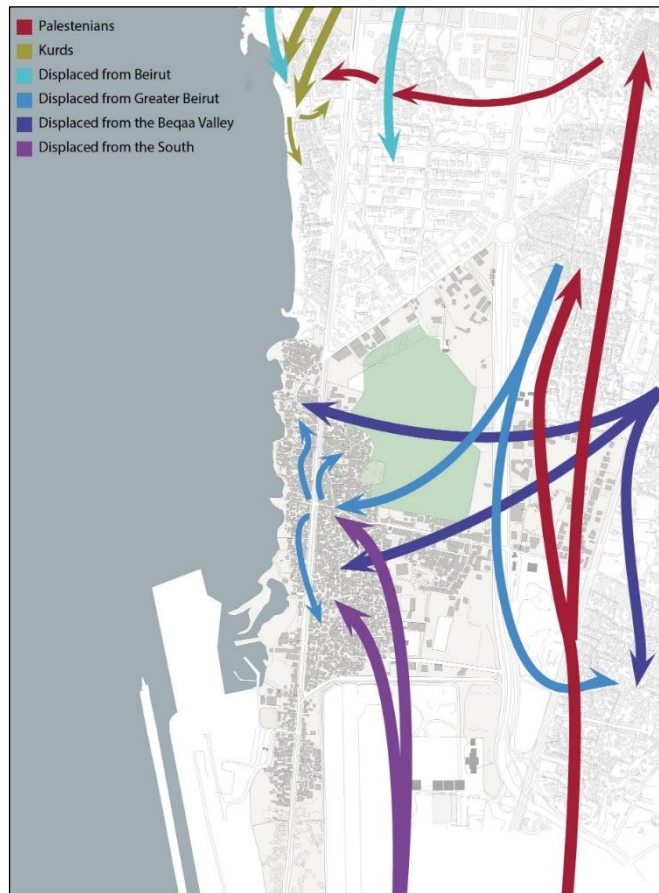 Palestenians
Kurds
Displaced from Beirut
Displaced from Greater Beirut
Displaced from the Beqaa Valley
Displaced from the South